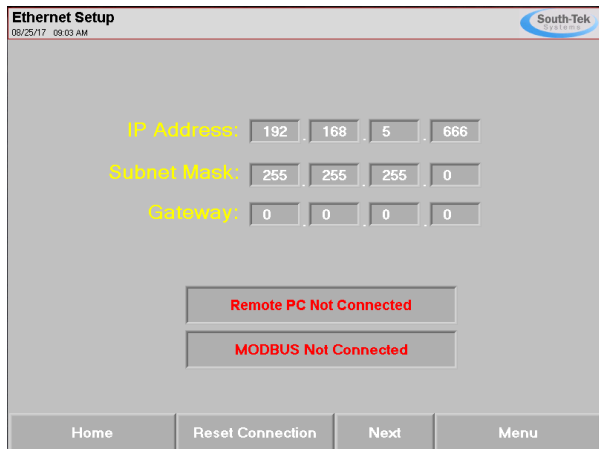 Ethernet Setup
08/25/17 09:03 AM
South-Tek
Systems
IP Address: 192 . 168 . 5 . 666
Subnet Mask: 255 . 255 . 255 . 0
Gateway: 0 . 0 . 0 . 0
Remote PC Not Connected
MODBUS Not Connected
Home Reset Connection Next Menu